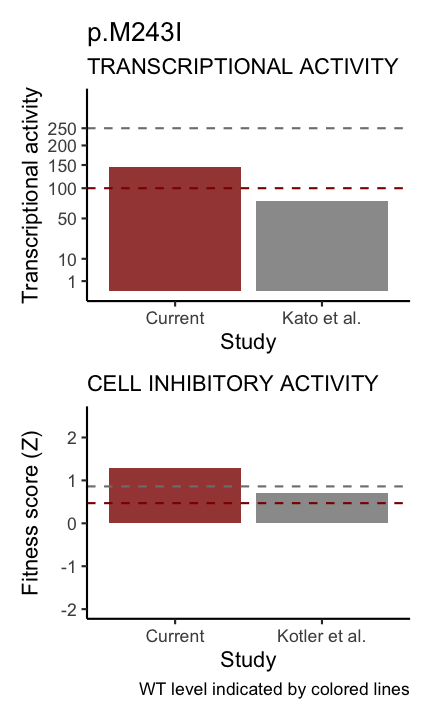 p.M243I
TRANSCRIPTIONAL ACTIVITY
Transcriptional activity
250
200
150
100
50
10
1
Current
Kato et al.
Study
CELL INHIBITORY ACTIVITY
Fitness score (Z)
2
1
0
-1
-2
Current
Kotler et al.
Study
WT level indicated by colored lines